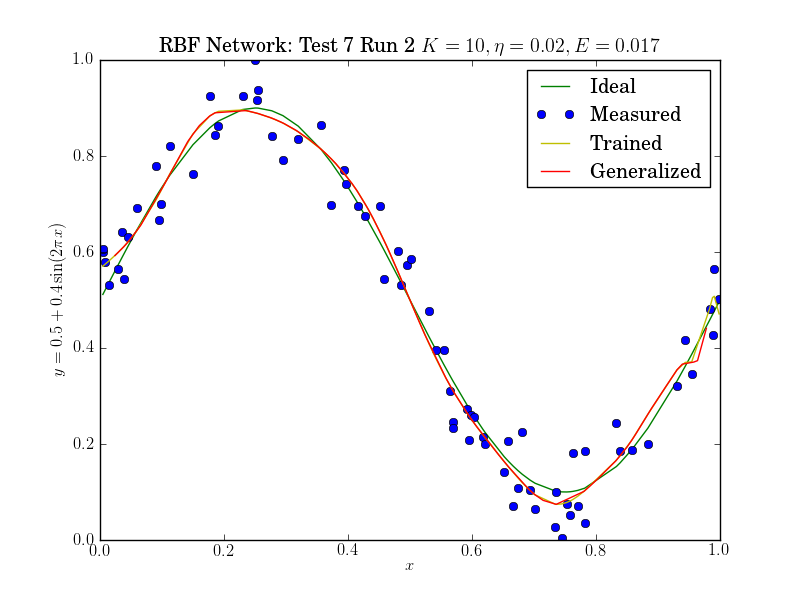 RBF Network: Test 7 Run 2 K = 10, η = 0.02, E = 0.017
Ideal
Measured
Trained
Generalized
y = 0.5 + 0.4 sin(2πx)
1.0
0.8
0.6
0.4
0.2
0.0
0.0 0.2 0.4 0.6 0.8 1.0
x